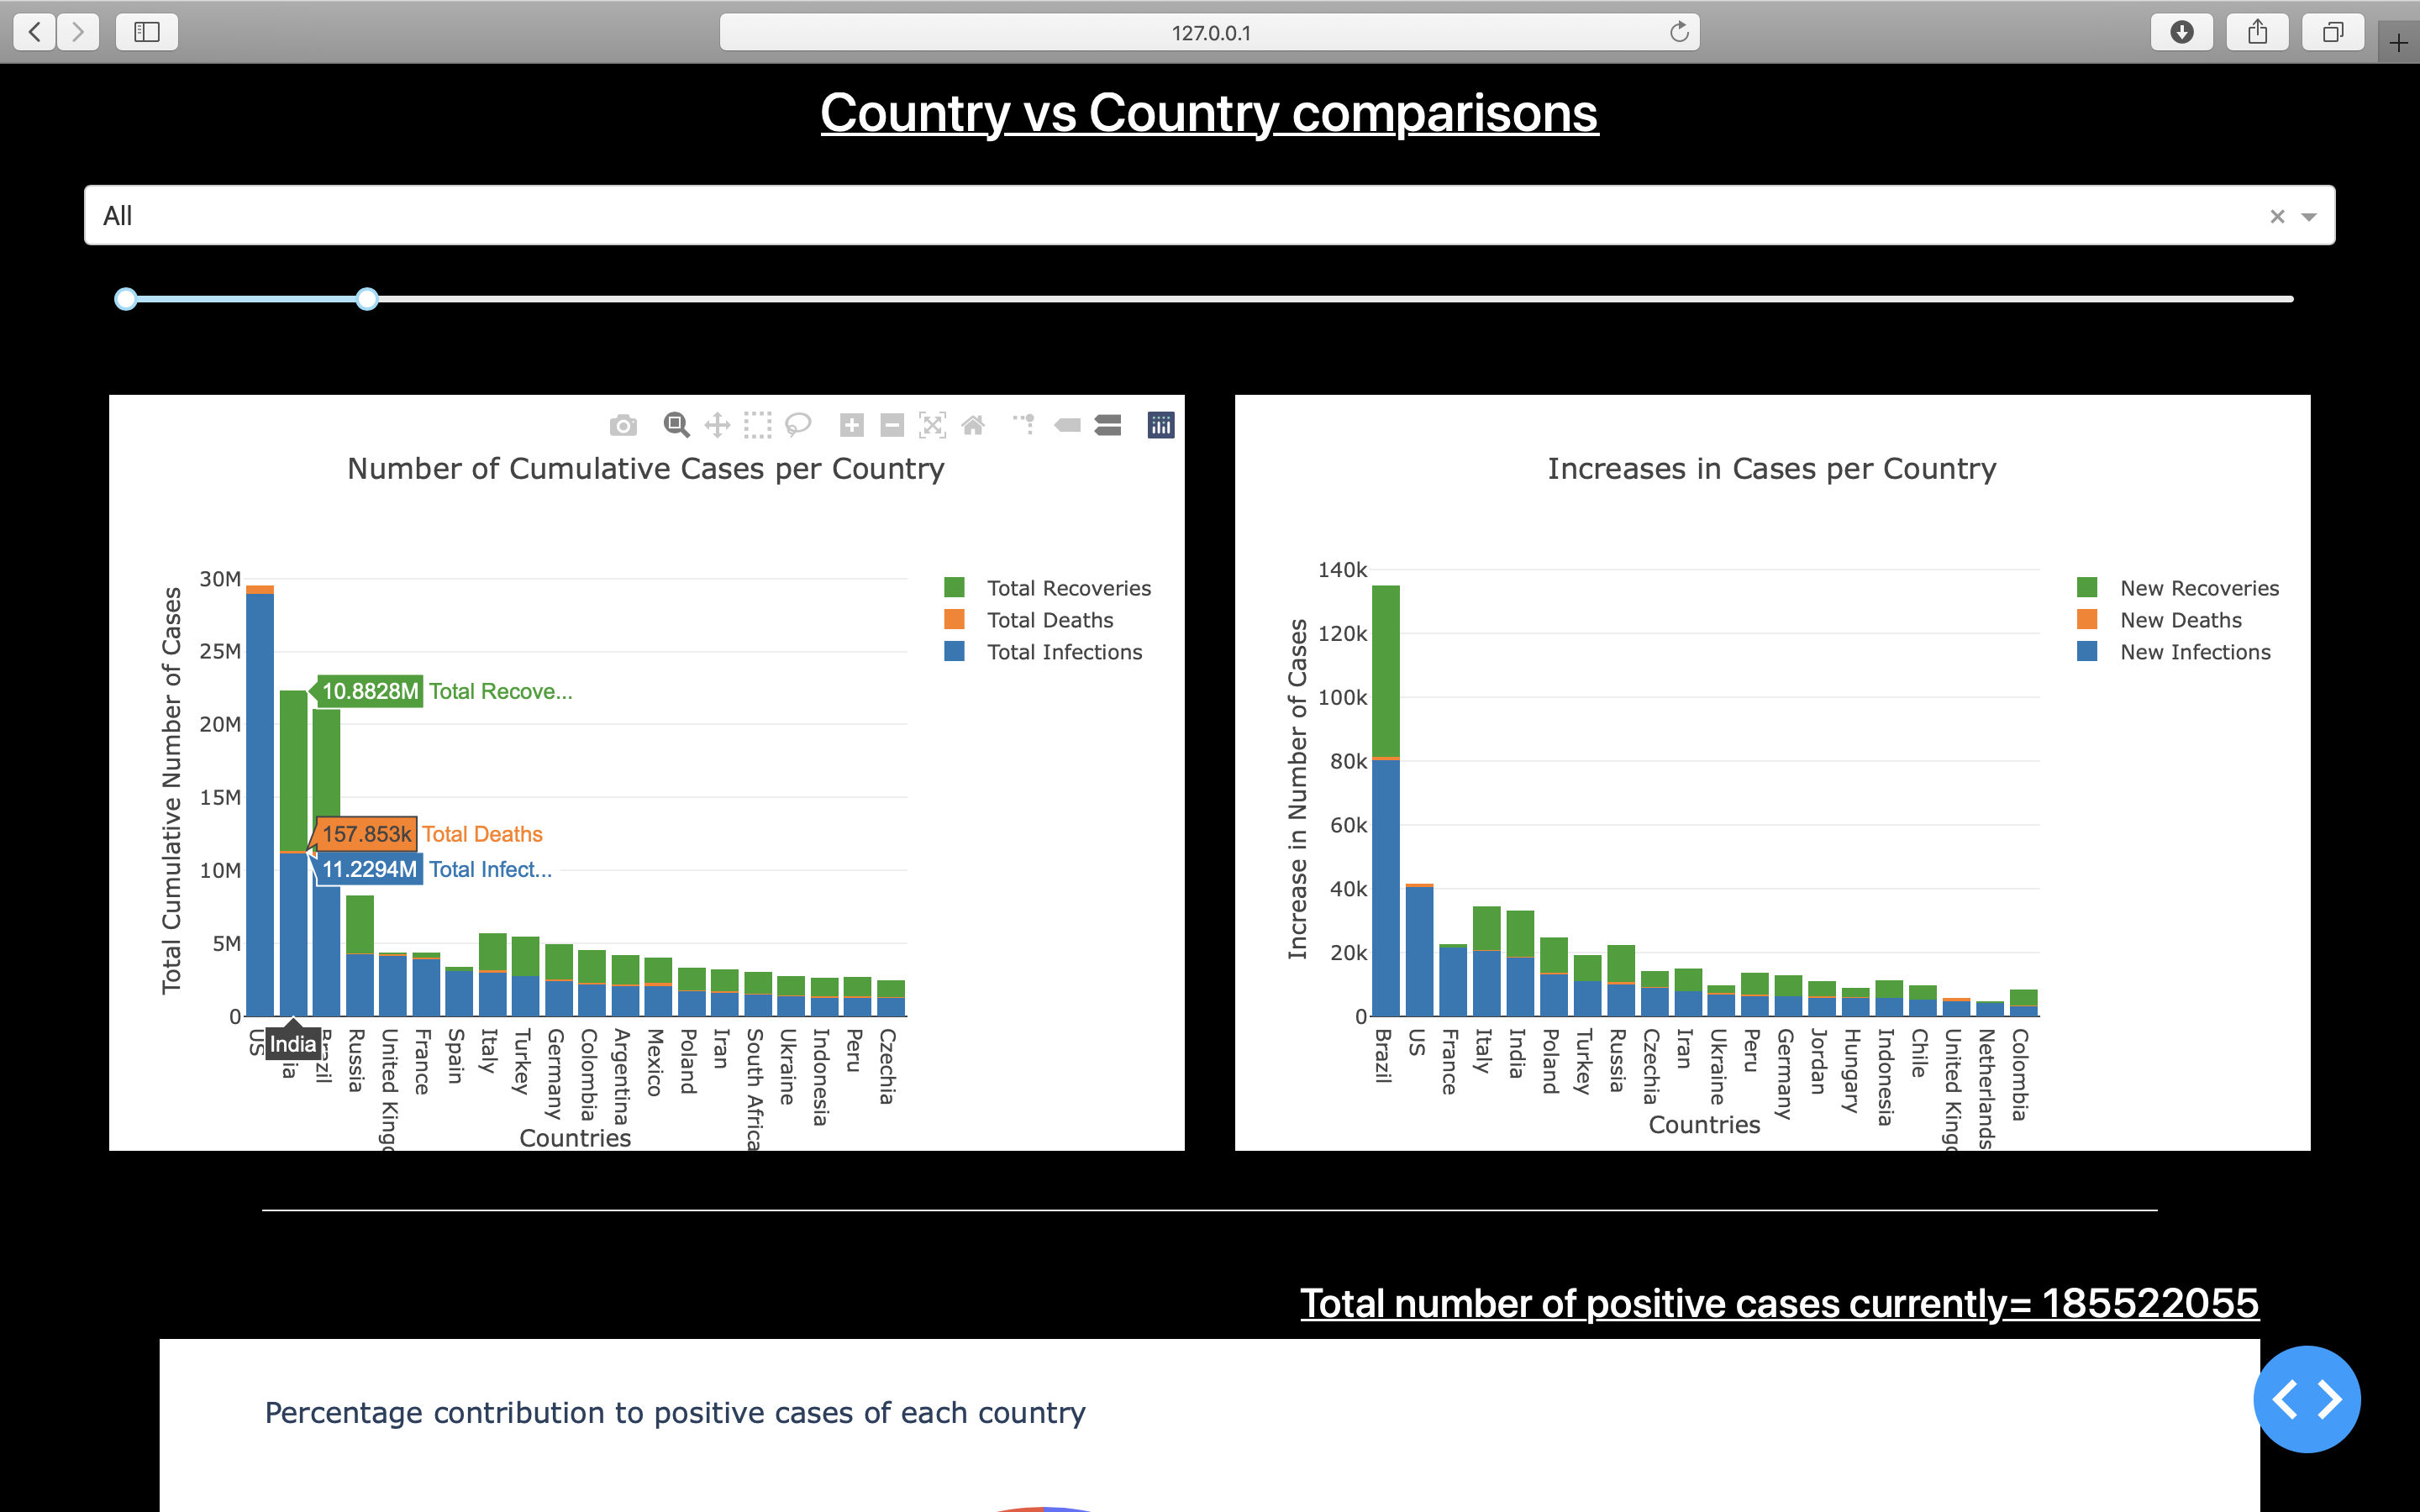 127.0.0.1
Country vs Country comparisons
All
Number of Cumulative Cases per Country
Total Cumulative Number of Cases
30M
25M
20M
15M
10M
5M
0
10.8828M Total Recove...
157.853k Total Deaths
11.2294M Total Infect...
Total Recoveries
Total Deaths
Total Infections
US
India
Russia
United King
France
Spain
Italy
Turkey
Germany
Colombia
Argentina
Mexico
Poland
Iran
South Africa
Ukraine
Indonesia
Peru
Czechia
Countries
Increases in Cases per Country
Increase in Number of Cases
140k
120k
100k
80k
60k
40k
20k
0
New Recoveries
New Deaths
New Infections
Brazil
US
France
Italy
India
Poland
Turkey
Russia
Czechia
Iran
Ukraine
Peru
Germany
Jordan
Hungary
Indonesia
Chile
United King
Netherlands
Colombia
Countries
Total number of positive cases currently= 185522055
Percentage contribution to positive cases of each country